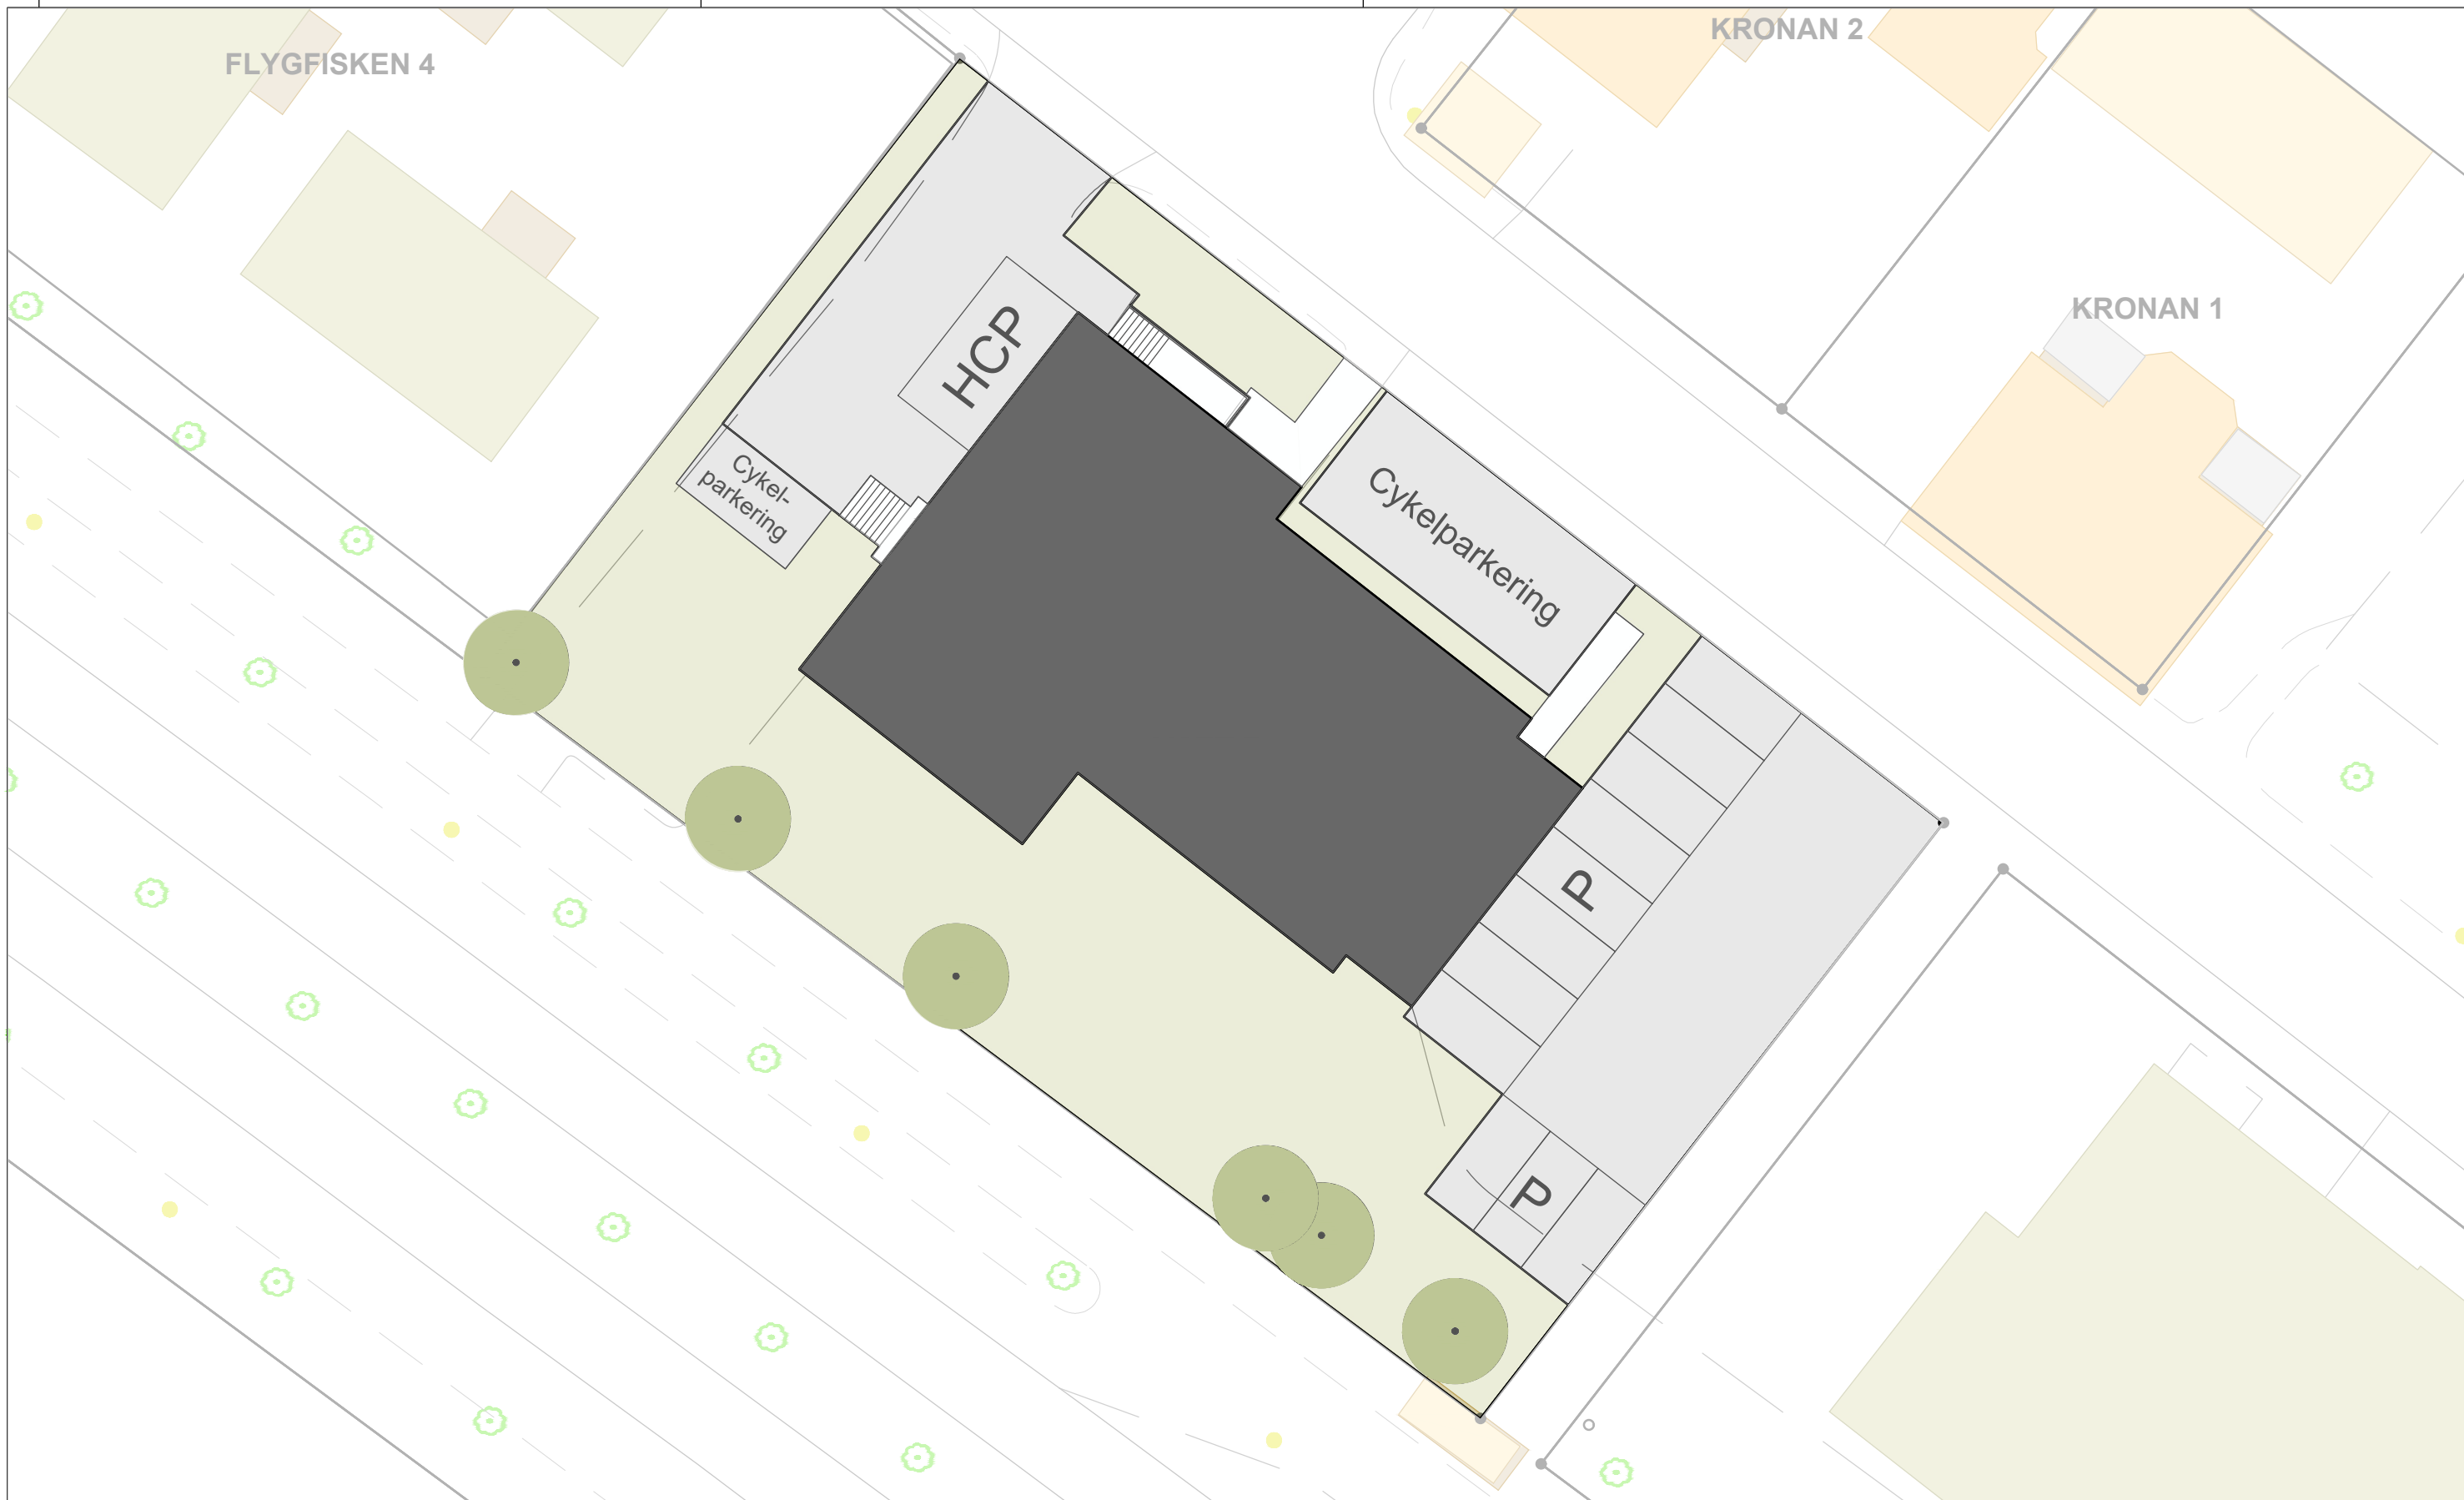 KRONAN 2
FLYGFISKEN 4
KRONAN 1
HCP
Cykel-
parkering
Cykelparkering
P
P